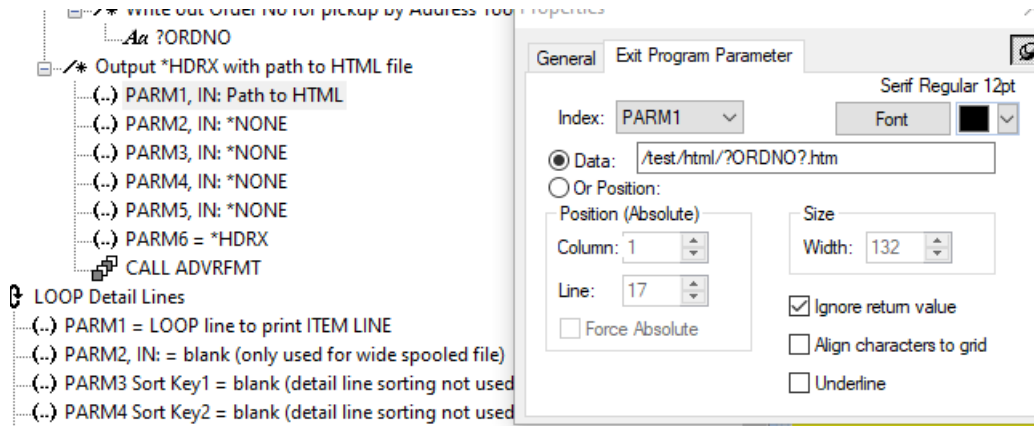 /* Write out Order No for pickup by Address Too
Aa ?ORDNO
/* Output *HDRX with path to HTML file
(..) PARM1, IN: Path to HTML
(..) PARM2, IN: *NONE
(..) PARM3, IN: *NONE
(..) PARM4, IN: *NONE
(..) PARM5, IN: *NONE
(..) PARM6 = *HDRX
CALL ADVRFMT
LOOP Detail Lines
(..) PARM1 = LOOP line to print ITEM LINE
(..) PARM2, IN: = blank (only used for wide spooled file)
(..) PARM3 Sort Key1 = blank (detail line sorting not used
(..) PARM4 Sort Key2 = blank (detail line sorting not used
Properties
General Exit Program Parameter
Serif Regular 12pt
Index: PARM1 Font
Data: /test/html/?ORDNO?.htm
Or Position:
Position (Absolute) Size
Column: 1 Width: 132
Line: 17
Ignore return value
Force Absolute
Align characters to grid
Underline